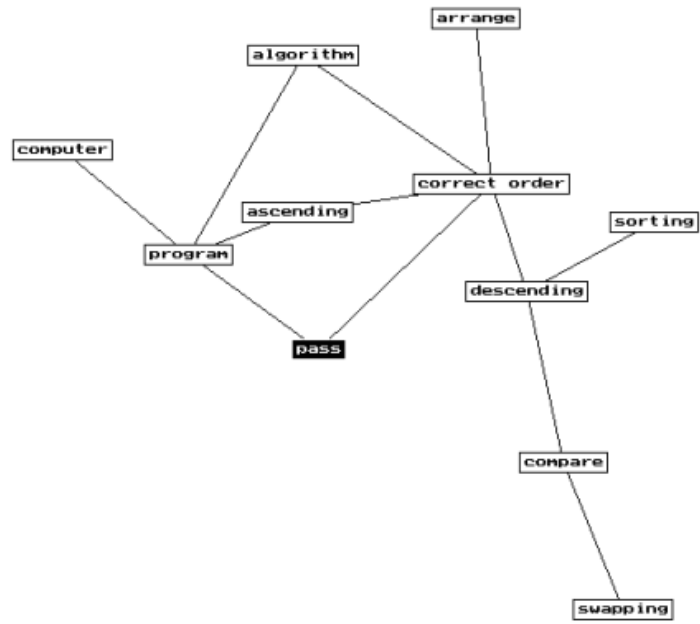 arrange
algorithm
computer
correct order
ascending
sorting
program
descending
pass
compare
swapping